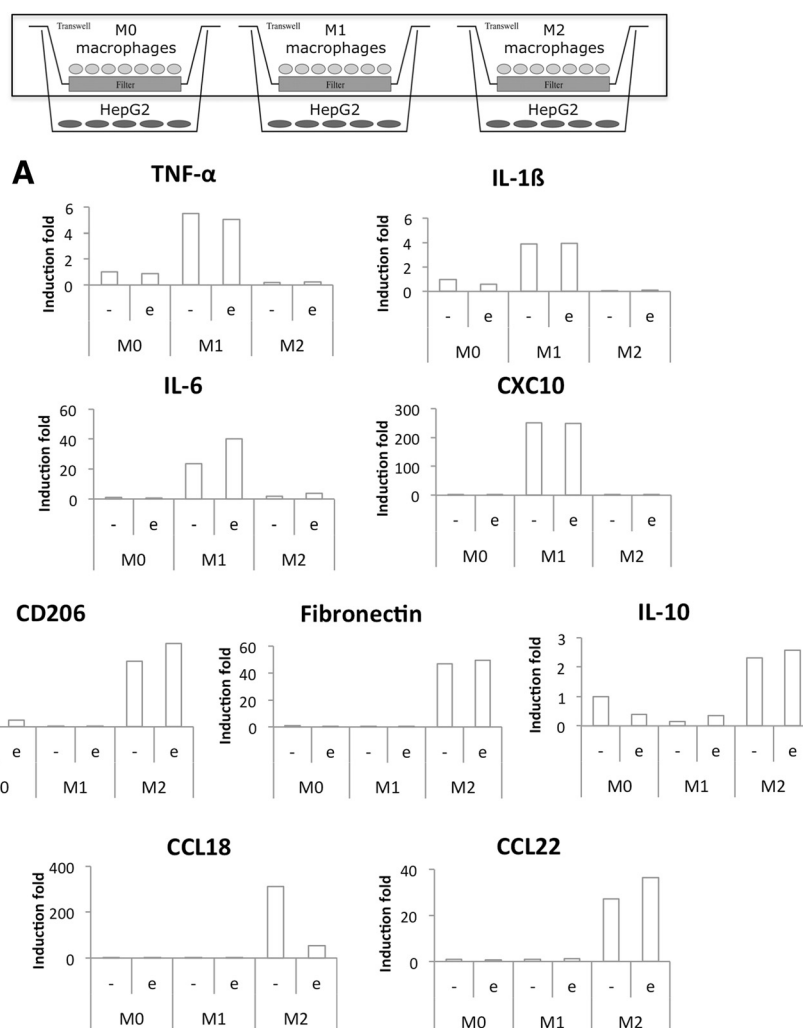 Transwell M0 macrophages
Filter
HepG2
Transwell M1 macrophages
Filter
HepG2
Transwell M2 macrophages
Filter
HepG2
A
TNF-α
Induction fold
6
4
2
0
- e - e - e
M0 M1 M2
IL-1ß
Induction fold
6
4
2
0
- e - e - e
M0 M1 M2
IL-6
Induction fold
60
40
20
0
- e - e - e
M0 M1 M2
CXC10
Induction fold
300
200
100
0
- e - e - e
M0 M1 M2
CD206
e - e - e
0 M1 M2
Fibronectin
Induction fold
60
40
20
0
- e - e - e
M0 M1 M2
IL-10
Induction fold
3
2
1
0
- e - e - e
M0 M1 M2
CCL18
Induction fold
400
200
0
- e - e - e
M0 M1 M2
CCL22
Induction fold
40
20
0
- e - e - e
M0 M1 M2